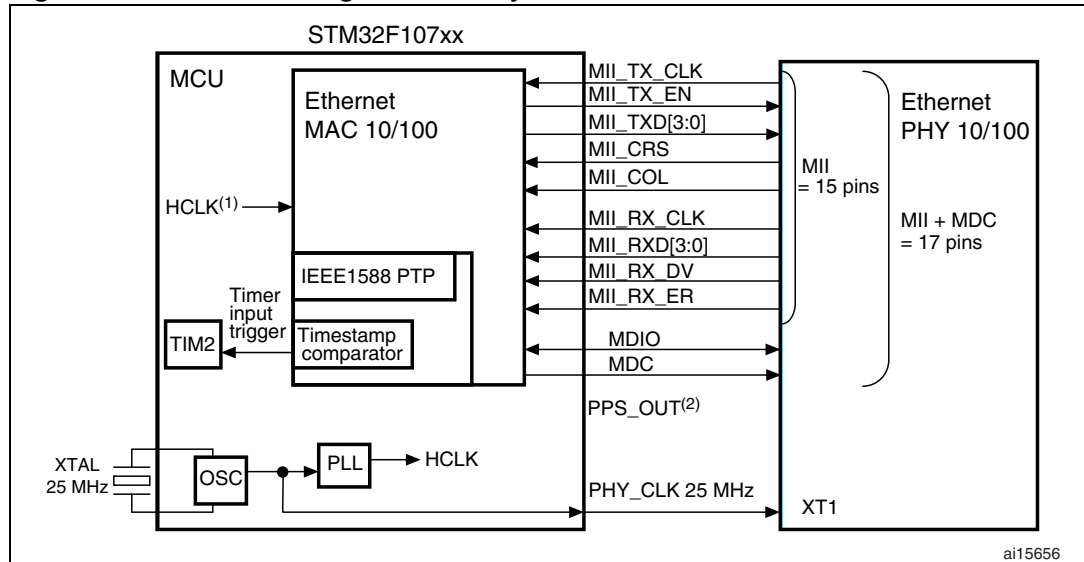 STM32F107xx
MCU
Ethernet
MAC 10/100
HCLK(1)
IEEE1588 PTP
Timer
input
trigger
TIM2
Timestamp
comparator
XTAL
25 MHz
OSC
PLL
HCLK
MII_TX_CLK
MII_TX_EN
MII_TXD[3:0]
MII_CRS
MII_COL
MII_RX_CLK
MII_RXD[3:0]
MII_RX_DV
MII_RX_ER
MDIO
MDC
PPS_OUT(2)
PHY_CLK 25 MHz
Ethernet
PHY 10/100
MII
= 15 pins
MII + MDC
= 17 pins
XT1
ai15656